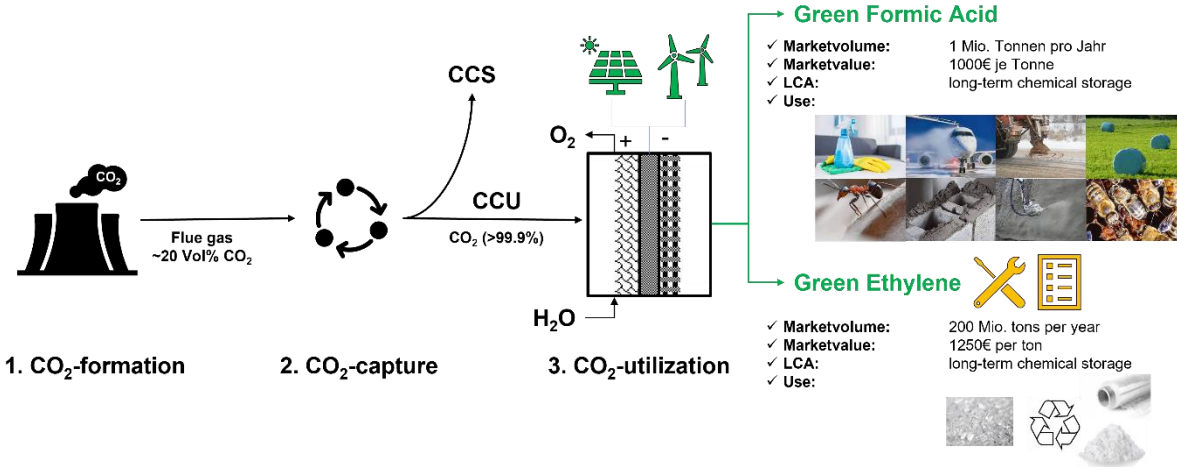 CO₂
Flue gas
~20 Vol% CO₂
1. CO₂-formation
2. CO₂-capture
CCS
CCU
CO₂ (>99.9%)
O₂
+
-
H₂O
3. CO₂-utilization
Green Formic Acid
✓ Marketvolume: 1 Mio. Tonnen pro Jahr
✓ Marketvalue: 1000€ je Tonne
✓ LCA: long-term chemical storage
✓ Use:
Green Ethylene
✓ Marketvolume: 200 Mio. tons per year
✓ Marketvalue: 1250€ per ton
✓ LCA: long-term chemical storage
✓ Use: